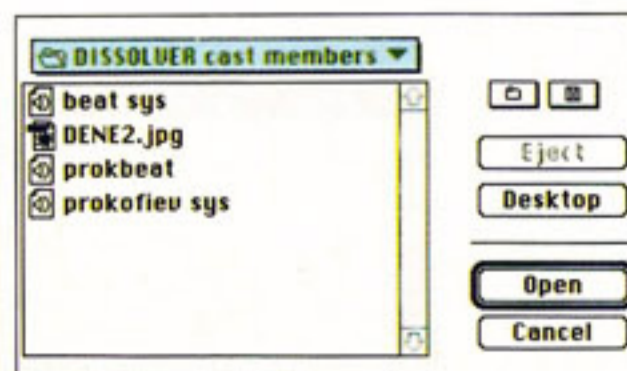 DISSOLVER cast members
beat sys
DENE2.jpg
prokbeat
prokofiev sys
Eject
Desktop
Open
Cancel